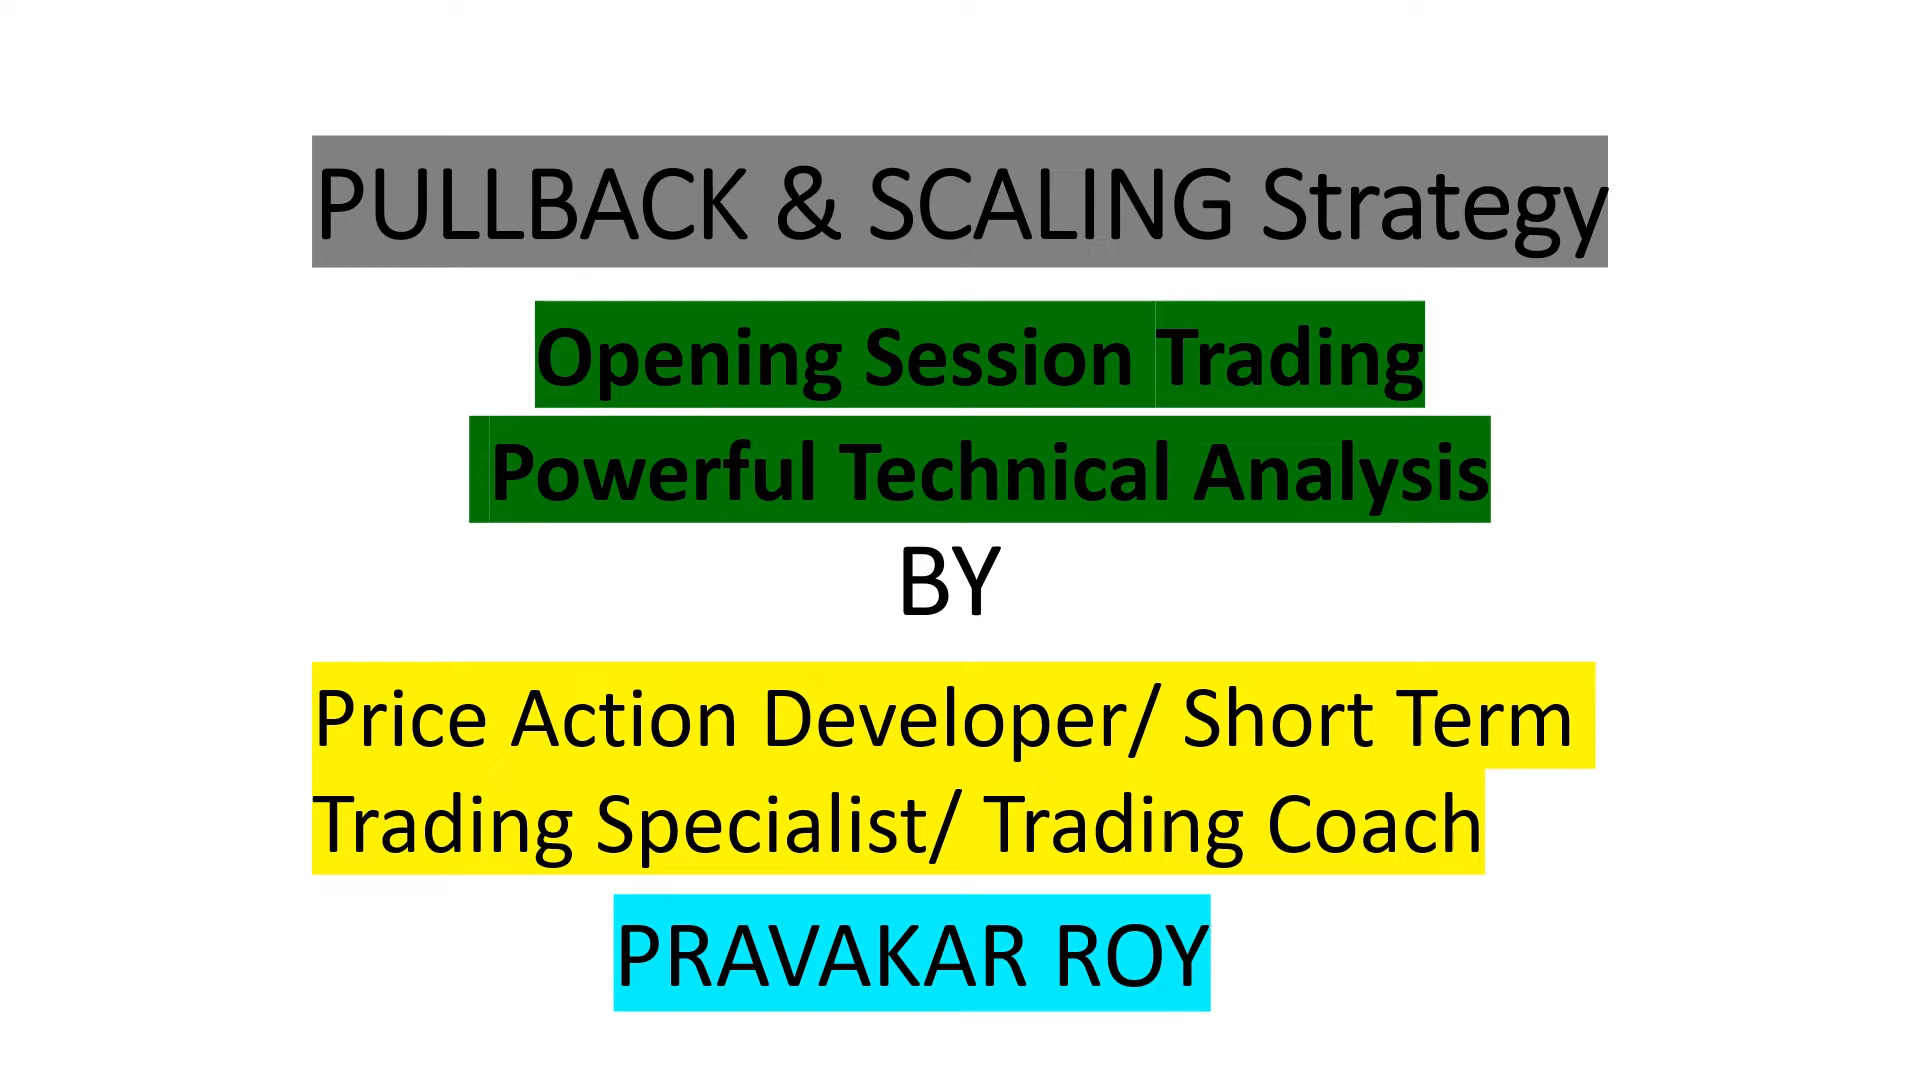 PULLBACK & SCALING Strategy
Opening Session Trading
Powerful Technical Analysis
BY
Price Action Developer/ Short Term
Trading Specialist/ Trading Coach
PRAVAKAR ROY